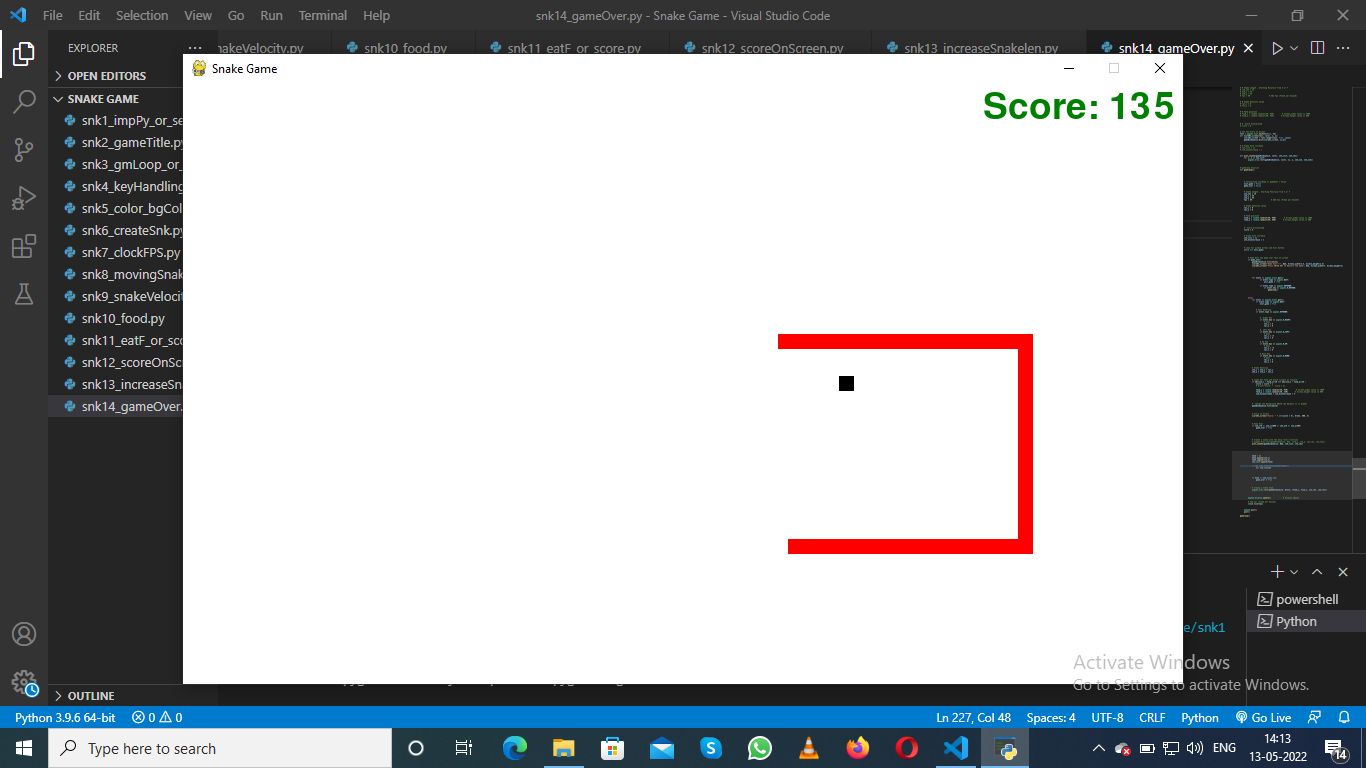 File Edit Selection View Go Run Terminal Help
snk14_gameOver.py - Snake Game - Visual Studio Code
EXPLORER
snk10_food.py
snk11_eatF_or_score.py
snk12_scoreOnScreen.py
snk13_increaseSnakelen.py
snk14_gameOver.py
OPEN EDITORS
SNAKE GAME
snk1_impPy_or_se
snk2_gameTitle.py
snk3_gmLoop_or_
snk4_keyHandling
snk5_color_bgCol
snk6_createSnk.py
snk7_clockFPS.py
snk8_movingSnak
snk9_snakeVelocit
snk10_food.py
snk11_eatF_or_sco
snk12_scoreOnScr
snk13_increaseSna
snk14_gameOver.
Snake Game
Score: 135
powershell
Python
e/snk1
Activate Windows
Go to Settings to activate Windows.
OUTLINE
Python 3.9.6 64-bit 0 0 Ln 227, Col 48 Spaces: 4 UTF-8 CRLF Python Go Live
Type here to search
ENG
14:13
13-05-2022
14